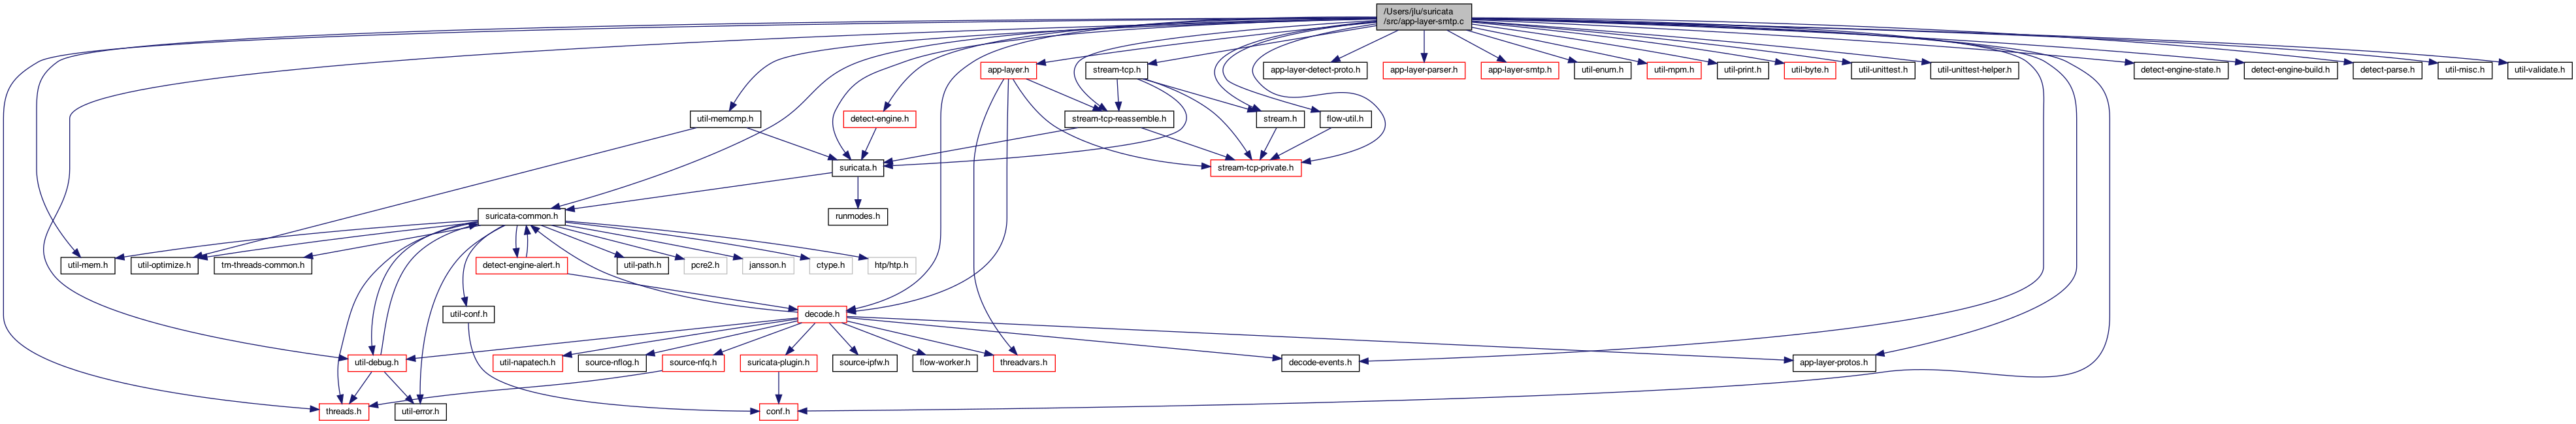 /Users/jlu/suricata
/src/app-layer-smtp.c
app-layer.h
stream-tcp.h
app-layer-detect-proto.h
app-layer-parser.h
app-layer-smtp.h
util-enum.h
util-mpm.h
util-print.h
util-byte.h
util-unittest.h
util-unittest-helper.h
detect-engine-state.h
detect-engine-build.h
detect-parse.h
util-misc.h
util-validate.h
util-memcmp.h
detect-engine.h
stream-tcp-reassemble.h
stream.h
flow-util.h
suricata.h
stream-tcp-private.h
suricata-common.h
runmodes.h
util-mem.h
util-optimize.h
tm-threads-common.h
detect-engine-alert.h
util-path.h
pcre2.h
jansson.h
ctype.h
htp/htp.h
util-conf.h
decode.h
util-debug.h
util-napatech.h
source-nflog.h
source-nfq.h
suricata-plugin.h
source-ipfw.h
flow-worker.h
threadvars.h
decode-events.h
app-layer-protos.h
threads.h
util-error.h
conf.h